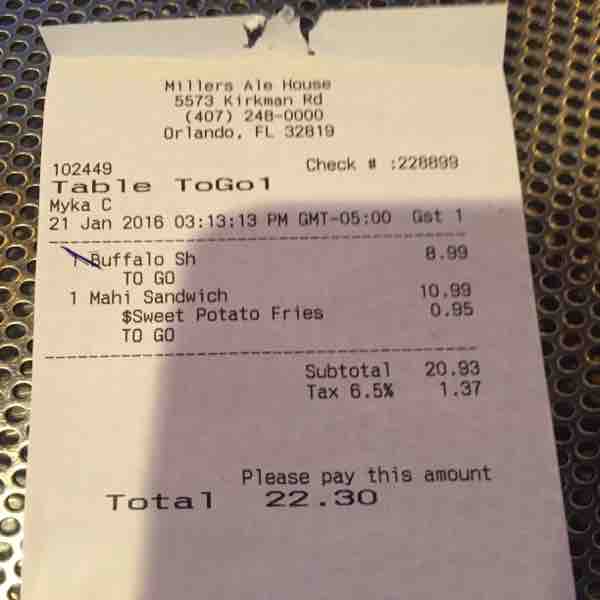 Millers Ale House
5573 Kirkman Rd
(407) 248-0000
Orlando, FL 32819
102449 Check # :228899
Table ToGo1
Myka C
21 Jan 2016 03:13:13 PM GMT-05:00 Gst 1
1 Buffalo Sh 8.99
TO GO
1 Mahi Sandwich 10.99
$Sweet Potato Fries 0.95
TO GO
Subtotal 20.93
Tax 6.5% 1.37
Please pay this amount
Total 22.30